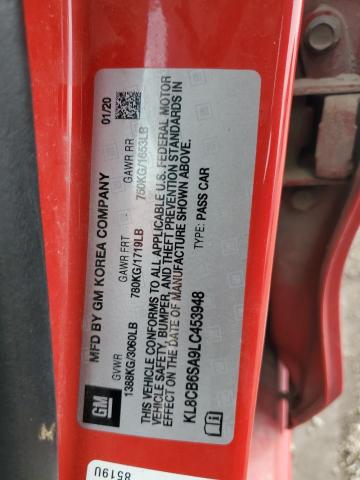 MFD BY GM KOREA COMPANY 01/20
GVWR GAWR FRT GAWR RR
1388KG/3060LB 780KG/1719LB 750KG/1653LB
THIS VEHICLE CONFORMS TO ALL APPLICABLE U.S. FEDERAL MOTOR
VEHICLE SAFETY, BUMPER, AND THEFT PREVENTION STANDARDS IN
EFFECT ON THE DATE OF MANUFACTURE SHOWN ABOVE.
KL8CB6SA9LC453948 TYPE: PASS CAR
GM
8519U